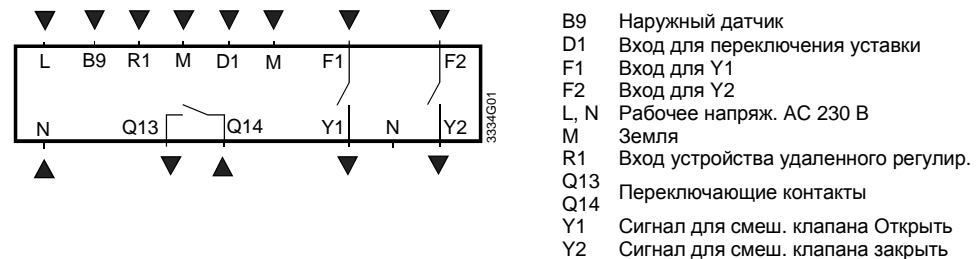 L B9 R1 M D1 M F1 F2
N Q13 Q14 Y1 N Y2
3334G01
B9 Наружный датчик
D1 Вход для переключения уставки
F1 Вход для Y1
F2 Вход для Y2
L, N Рабочее напряж. AC 230 В
M Земля
R1 Вход устройства удаленного регулир.
Q13
Q14 Переключающие контакты
Y1 Сигнал для смеш. клапана Открыть
Y2 Сигнал для смеш. клапана закрыть